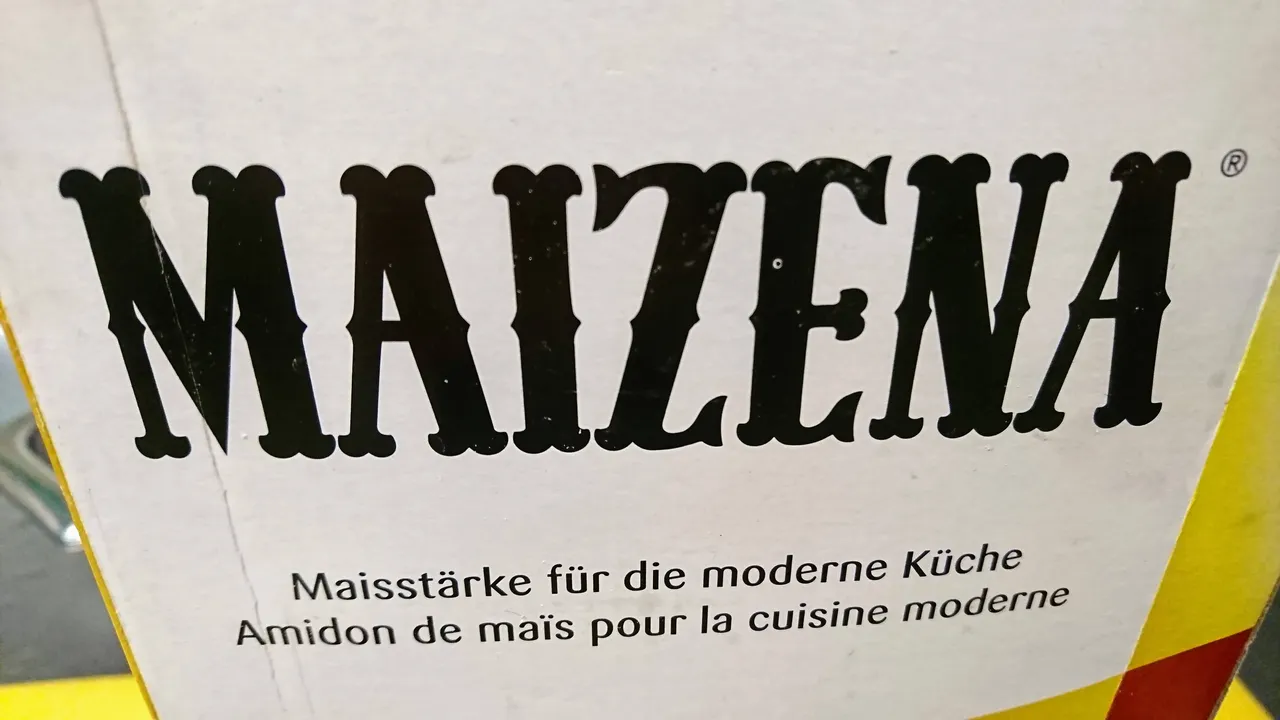 MAIZENA®
Maisstärke für die moderne Küche
Amidon de maïs pour la cuisine moderne